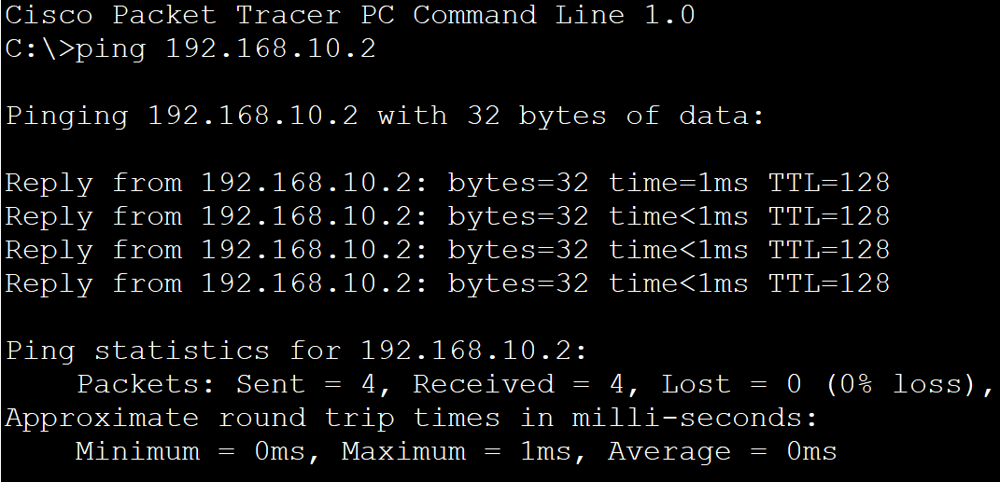 Cisco Packet Tracer PC Command Line 1.0
C:\>ping 192.168.10.2
Pinging 192.168.10.2 with 32 bytes of data:
Reply from 192.168.10.2: bytes=32 time=1ms TTL=128
Reply from 192.168.10.2: bytes=32 time<1ms TTL=128
Reply from 192.168.10.2: bytes=32 time<1ms TTL=128
Reply from 192.168.10.2: bytes=32 time<1ms TTL=128
Ping statistics for 192.168.10.2:
    Packets: Sent = 4, Received = 4, Lost = 0 (0% loss),
Approximate round trip times in milli-seconds:
    Minimum = 0ms, Maximum = 1ms, Average = 0ms